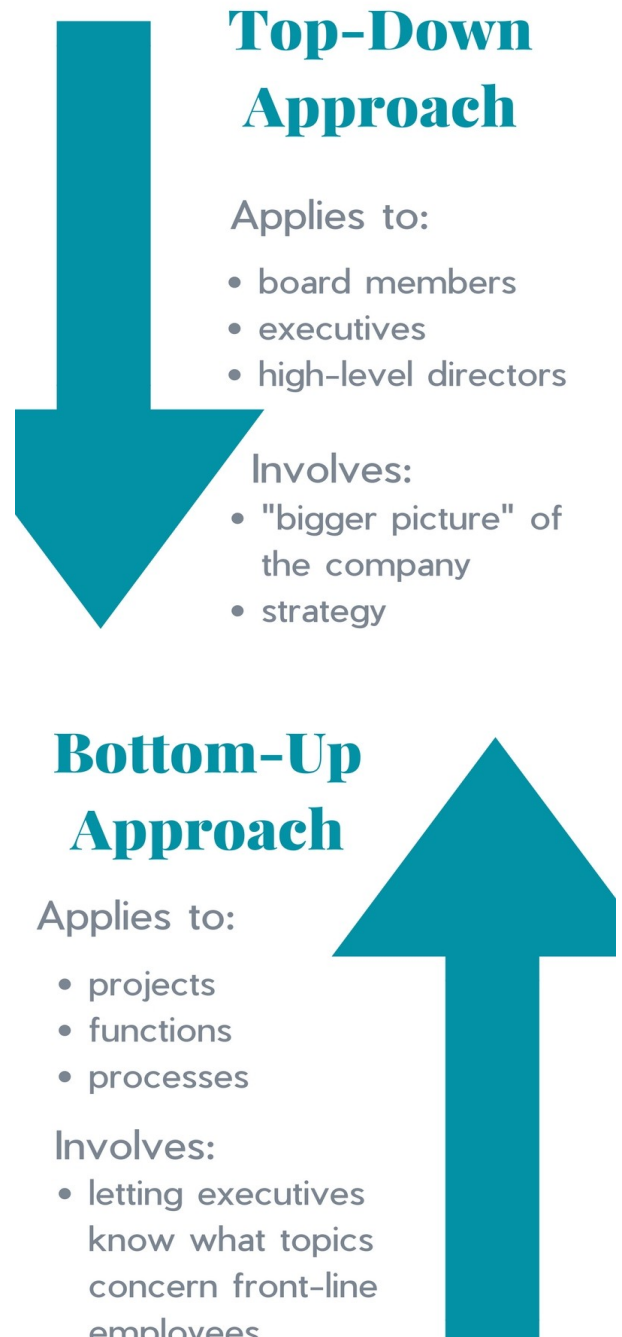 Top-Down
Approach
Applies to:
• board members
• executives
• high-level directors
Involves:
• "bigger picture" of
the company
• strategy
Bottom-Up
Approach
Applies to:
• projects
• functions
• processes
Involves:
• letting executives
know what topics
concern front-line
employees